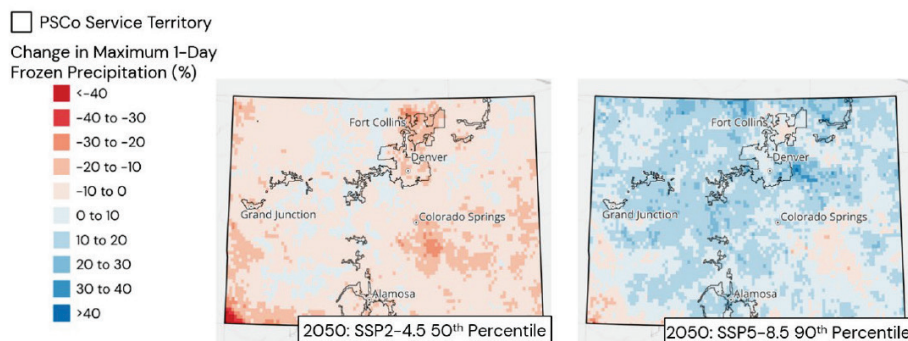 PSCo Service Territory
Change in Maximum 1-Day
Frozen Precipitation (%)
<-40
-40 to -30
-30 to -20
-20 to -10
-10 to 0
0 to 10
10 to 20
20 to 30
30 to 40
>40
Fort Collins
Denver
Grand Junction
Colorado Springs
Alamosa
2050: SSP2-4.5 50th Percentile
Fort Collins
Denver
Grand Junction
Colorado Springs
Alamosa
2050: SSP5-8.5 90th Percentile